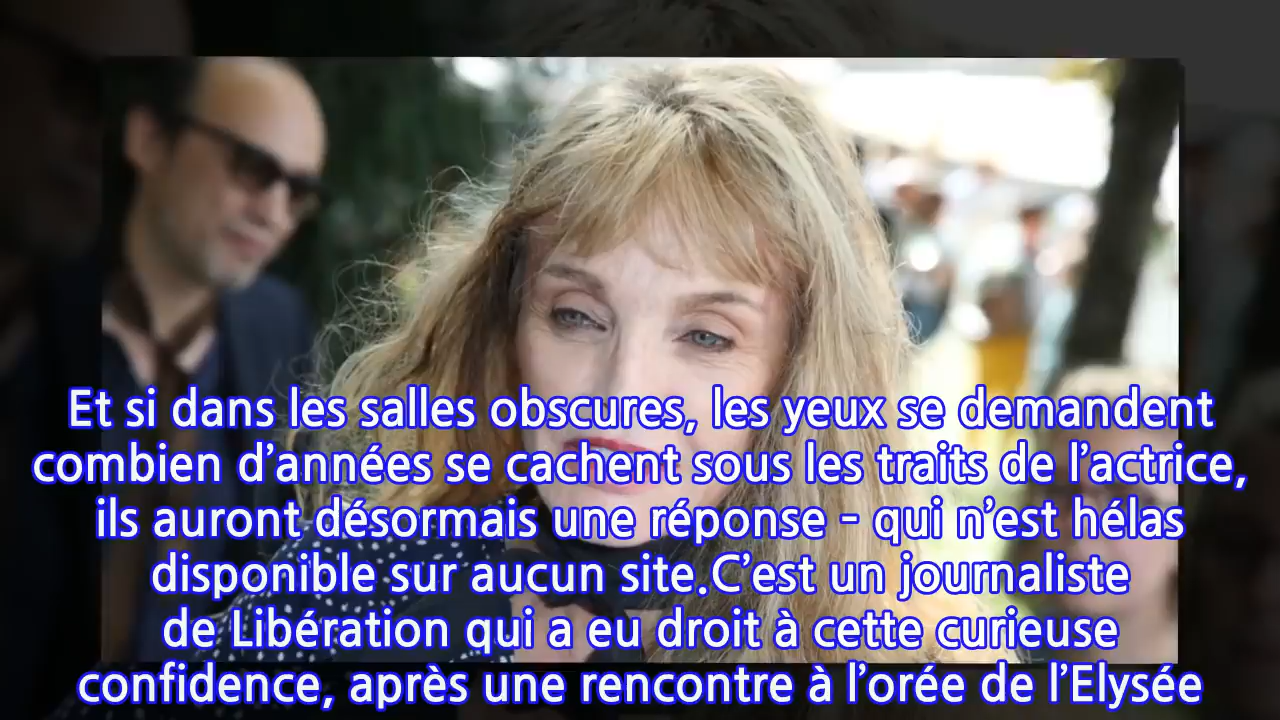 Et si dans les salles obscures, les yeux se demandent
combien d’années se cachent sous les traits de l’actrice,
ils auront désormais une réponse - qui n’est hélas
disponible sur aucun site.C’est un journaliste
de Libération qui a eu droit à cette curieuse
confidence, après une rencontre à l’orée de l’Elysée